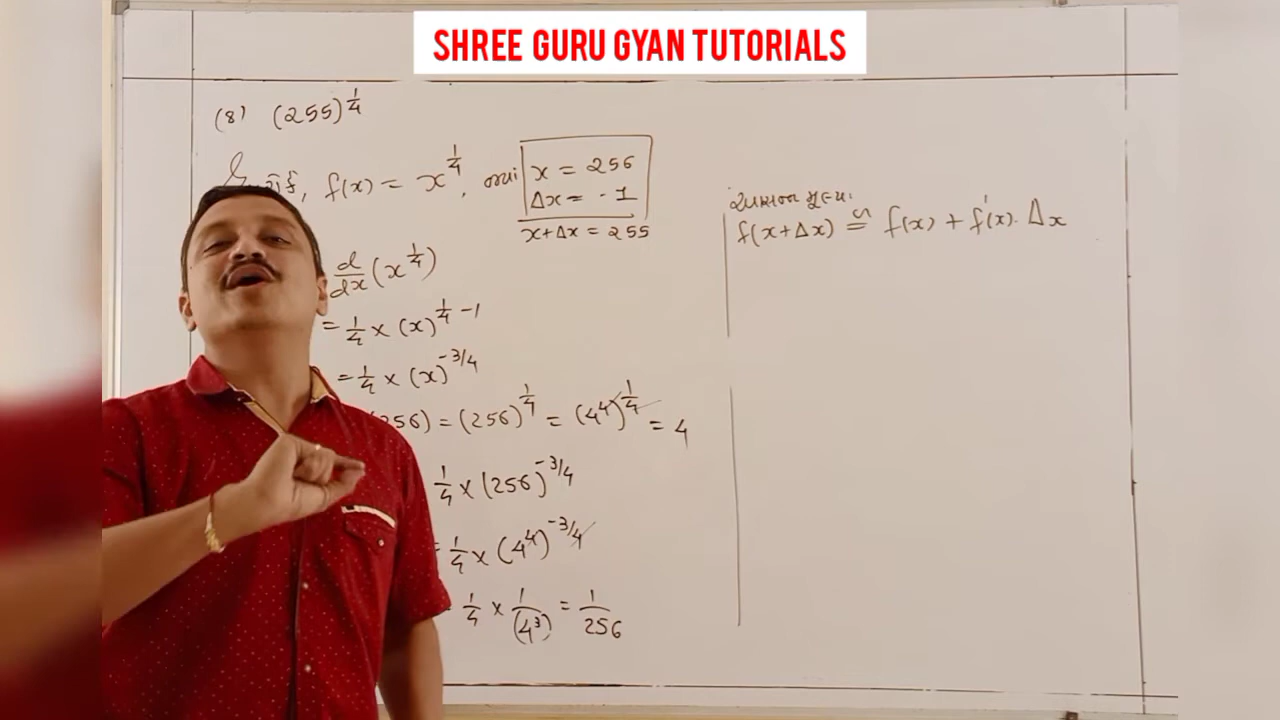 SHREE GURU GYAN TUTORIALS
(8) (255)^{1/4}
f(x) = x^{1/4}, જ્યાં x = 256
Δx = -1
x+Δx = 255
d/dx (x^{1/4})
= 1/4 × (x)^{1/4 - 1}
= 1/4 × (x)^{-3/4}
256) = (256)^{1/4} = (4^4)^{1/4} = 4
1/4 × (256)^{-3/4}
= 1/4 × (4^4)^{-3/4}
= 1/4 × 1/(4^3) = 1/256
આસન્ન મૂલ્ય:
f(x+Δx) ≅ f(x) + f'(x). Δx